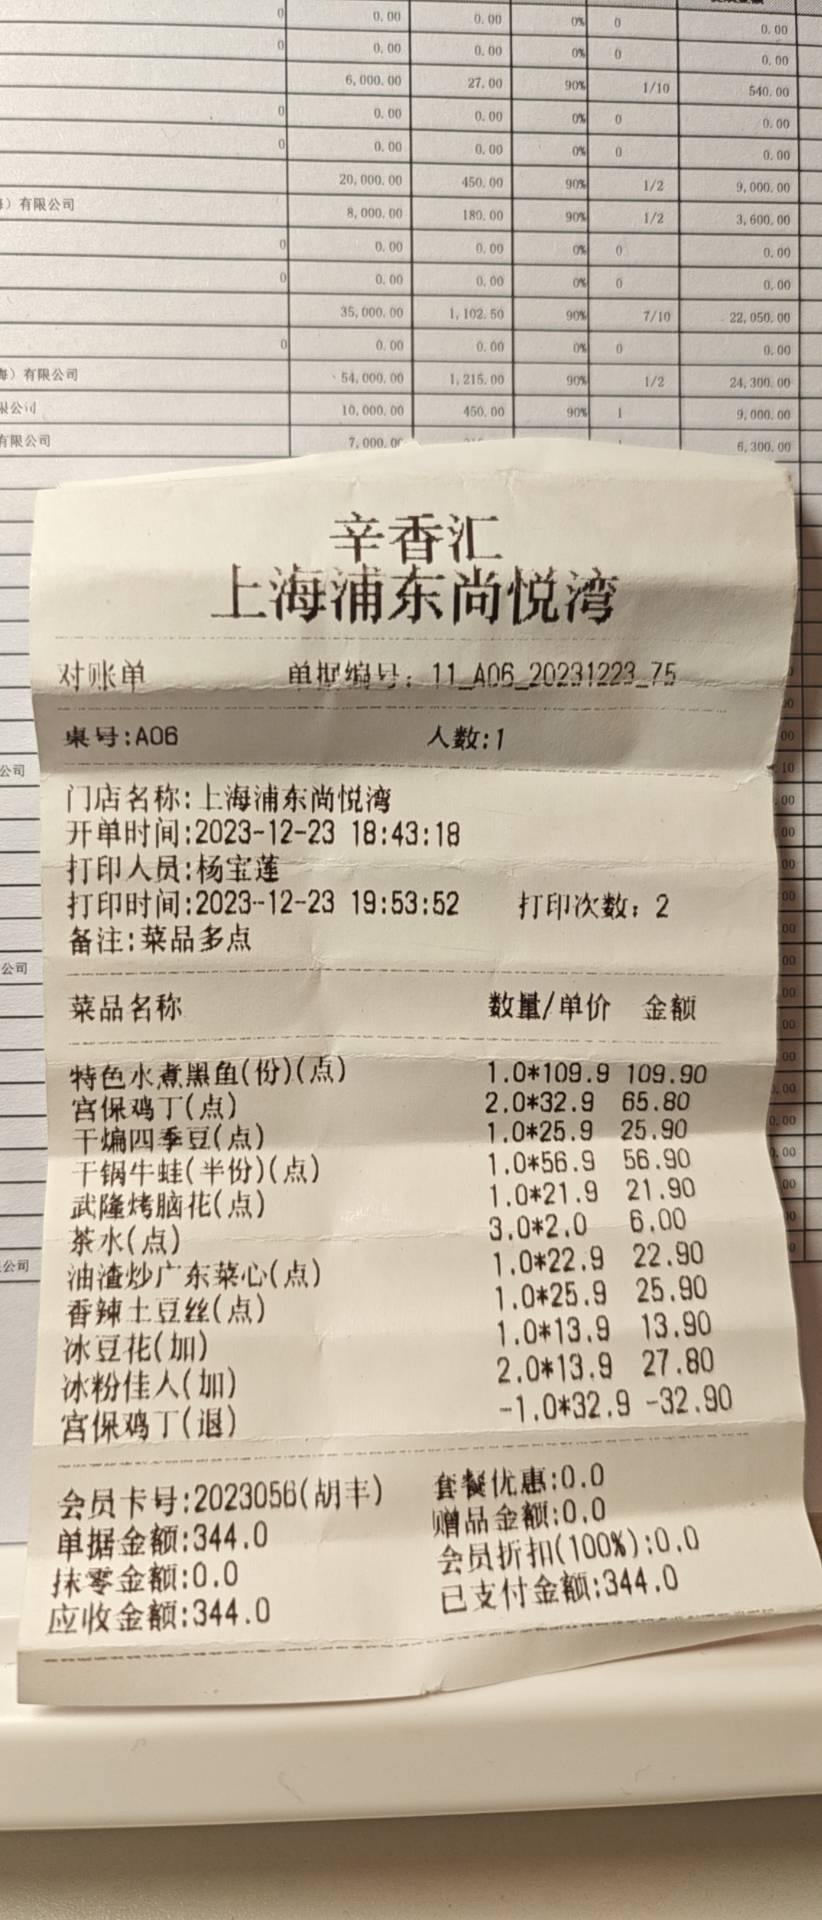 0 0.00 0.00 0% 0 0.00
0 0.00 0.00 0% 0 0.00
6,000.00 27.00 90% 1/10 540.00
0 0.00 0.00 0% 0 0.00
0 0.00 0.00 0% 0 0.00
20,000.00 450.00 90% 1/2 9,000.00
）有限公司 8,000.00 180.00 90% 1/2 3,600.00
0 0.00 0.00 0% 0 0.00
0 0.00 0.00 0% 0 0.00
35,000.00 1,102.50 90% 7/10 22,050.00
0 0.00 0.00 0% 0 0.00
海）有限公司 54,000.00 1,215.00 90% 1/2 24,300.00
限公司 10,000.00 450.00 90% 1 9,000.00
有限公司 7,000.00 6,300.00
辛香汇
上海浦东尚悦湾
对账单 单据编号：11_A06_20231223_75
桌号:A06 人数:1
公司
门店名称:上海浦东尚悦湾
开单时间:2023-12-23 18:43:18
打印人员:杨宝莲
打印时间:2023-12-23 19:53:52 打印次数：2
备注:菜品多点
公司
菜品名称 数量/单价 金额
特色水煮黑鱼(份)(点) 1.0*109.9 109.90
宫保鸡丁(点) 2.0*32.9 65.80
干煸四季豆(点) 1.0*25.9 25.90
干锅牛蛙(半份)(点) 1.0*56.9 56.90
武隆烤脑花(点) 1.0*21.9 21.90
茶水(点) 3.0*2.0 6.00
油渣炒广东菜心(点) 1.0*22.9 22.90
公司
香辣土豆丝(点) 1.0*25.9 25.90
冰豆花(加) 1.0*13.9 13.90
冰粉佳人(加) 2.0*13.9 27.80
宫保鸡丁(退) -1.0*32.9 -32.90
会员卡号:2023056(胡丰) 套餐优惠:0.0
单据金额:344.0 赠品金额:0.0
抹零金额:0.0 会员折扣(100%):0.0
应收金额:344.0 已支付金额:344.0